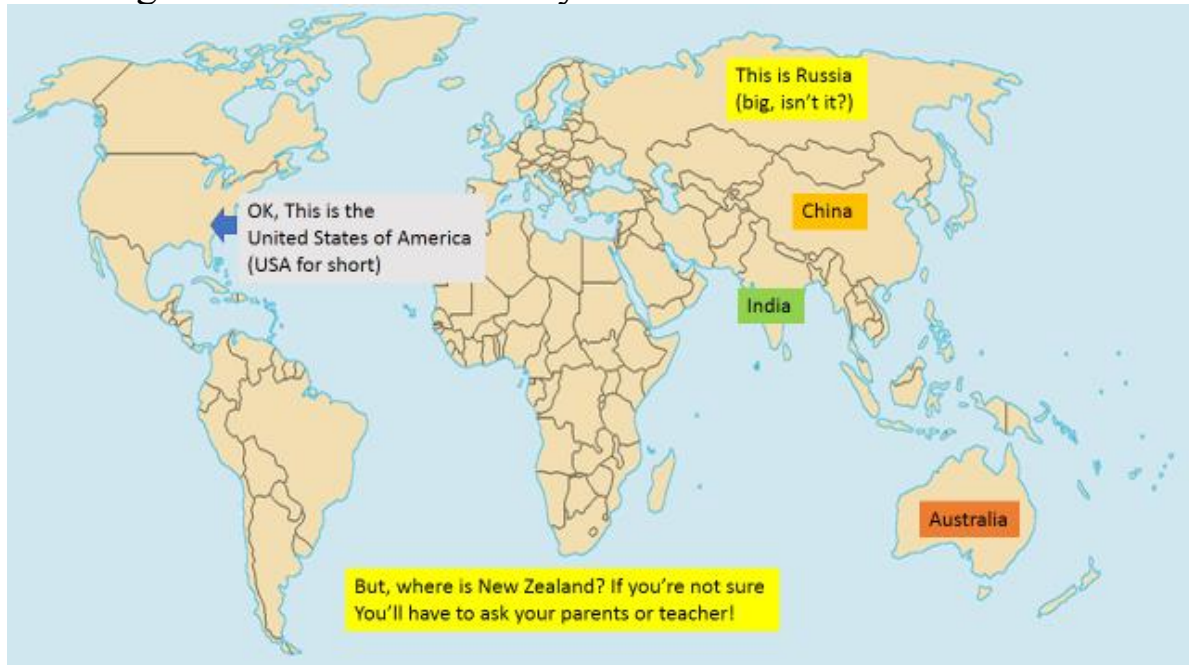 This is Russia
(big, isn't it?)
China
OK, This is the
United States of America
(USA for short)
India
Australia
But, where is New Zealand? If you're not sure
You'll have to ask your parents or teacher!